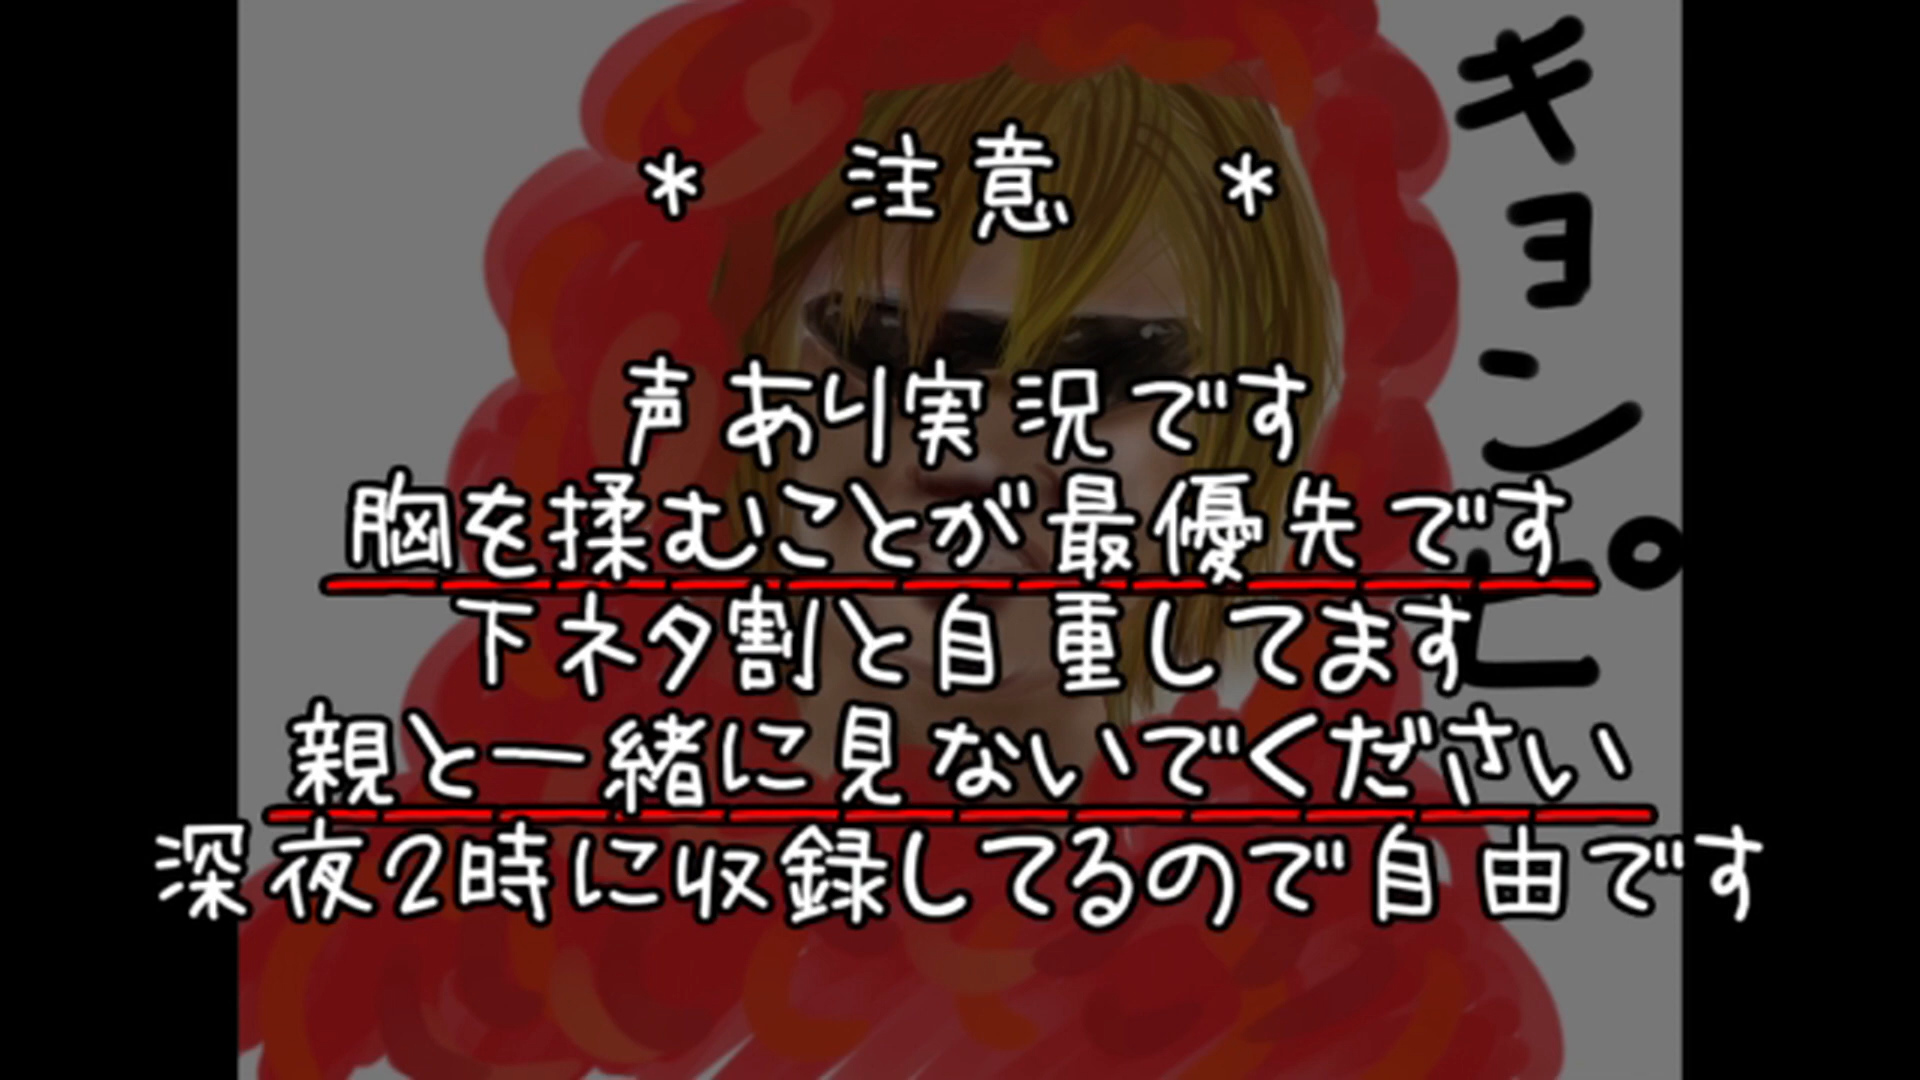 * 注意 *
声あり実況です
胸を揉むことが最優先です
下ネタ割と自重してます
親と一緒に見ないでください
深夜2時に収録してるので自由です
キョンピ